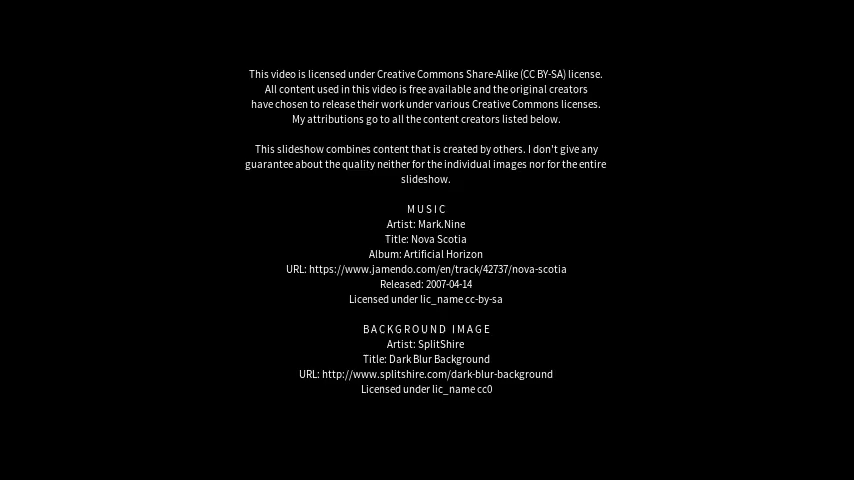 This video is licensed under Creative Commons Share-Alike (CC BY-SA) license.
All content used in this video is free available and the original creators
have chosen to release their work under various Creative Commons licenses.
My attributions go to all the content creators listed below.
This slideshow combines content that is created by others. I don't give any
guarantee about the quality neither for the individual images nor for the entire
slideshow.
MUSIC
Artist: Mark.Nine
Title: Nova Scotia
Album: Artificial Horizon
URL: https://www.jamendo.com/en/track/42737/nova-scotia
Released: 2007-04-14
Licensed under lic_name cc-by-sa
BACKGROUND IMAGE
Artist: SplitShire
Title: Dark Blur Background
URL: http://www.splitshire.com/dark-blur-background
Licensed under lic_name cc0